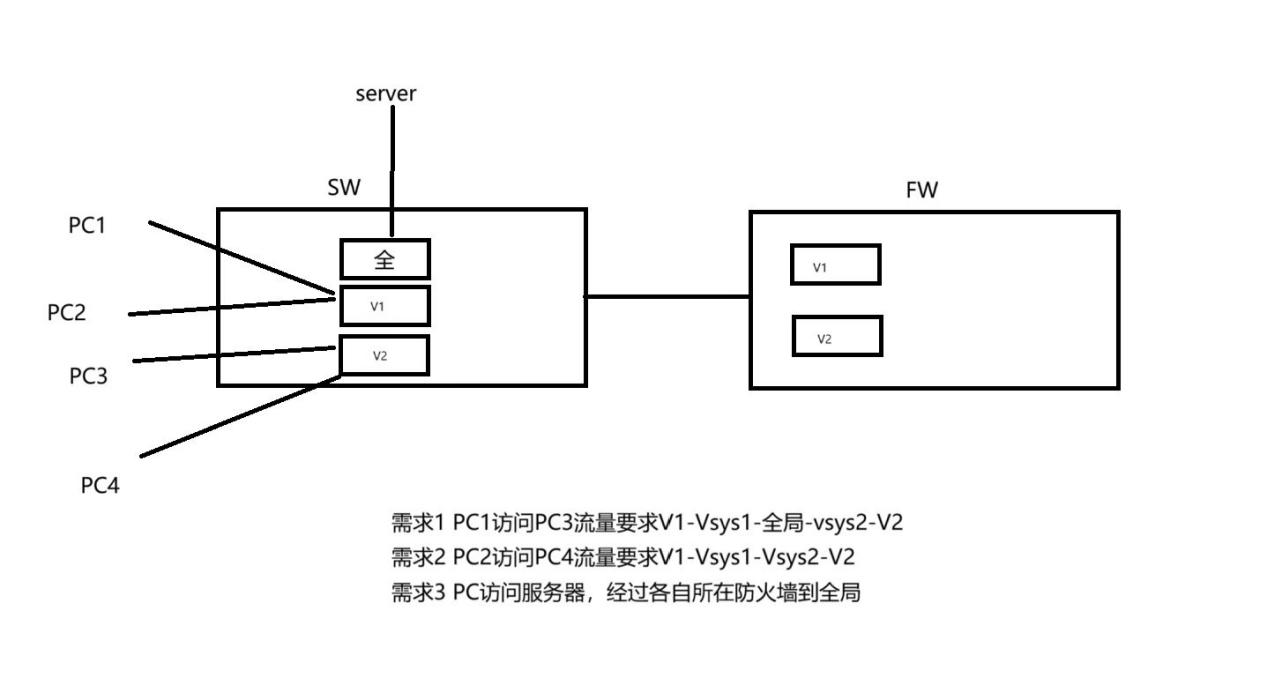 server
SW
FW
PC1
全
V1
V1
PC2
V2
V2
PC3
PC4
需求1 PC1访问PC3流量要求V1-Vsys1-全局-vsys2-V2
需求2 PC2访问PC4流量要求V1-Vsys1-Vsys2-V2
需求3 PC访问服务器，经过各自所在防火墙到全局